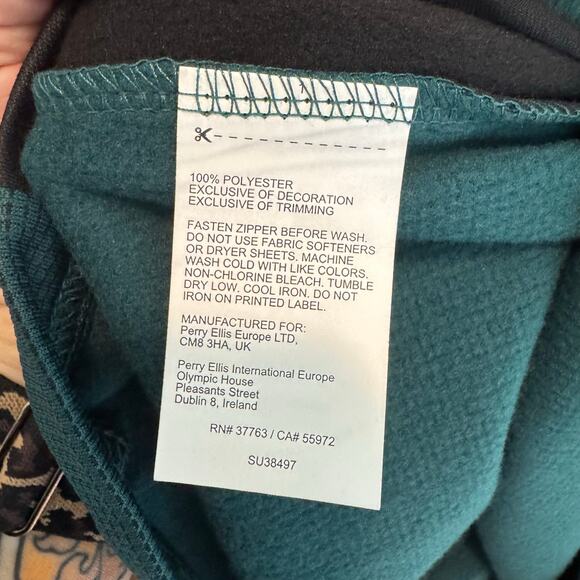 100% POLYESTER
EXCLUSIVE OF DECORATION
EXCLUSIVE OF TRIMMING
FASTEN ZIPPER BEFORE WASH.
DO NOT USE FABRIC SOFTENERS
OR DRYER SHEETS. MACHINE
WASH COLD WITH LIKE COLORS.
NON-CHLORINE BLEACH. TUMBLE
DRY LOW. COOL IRON. DO NOT
IRON ON PRINTED LABEL.
MANUFACTURED FOR:
Perry Ellis Europe LTD,
CM8 3HA, UK
Perry Ellis International Europe
Olympic House
Pleasants Street
Dublin 8, Ireland
RN# 37763 / CA# 55972
SU38497